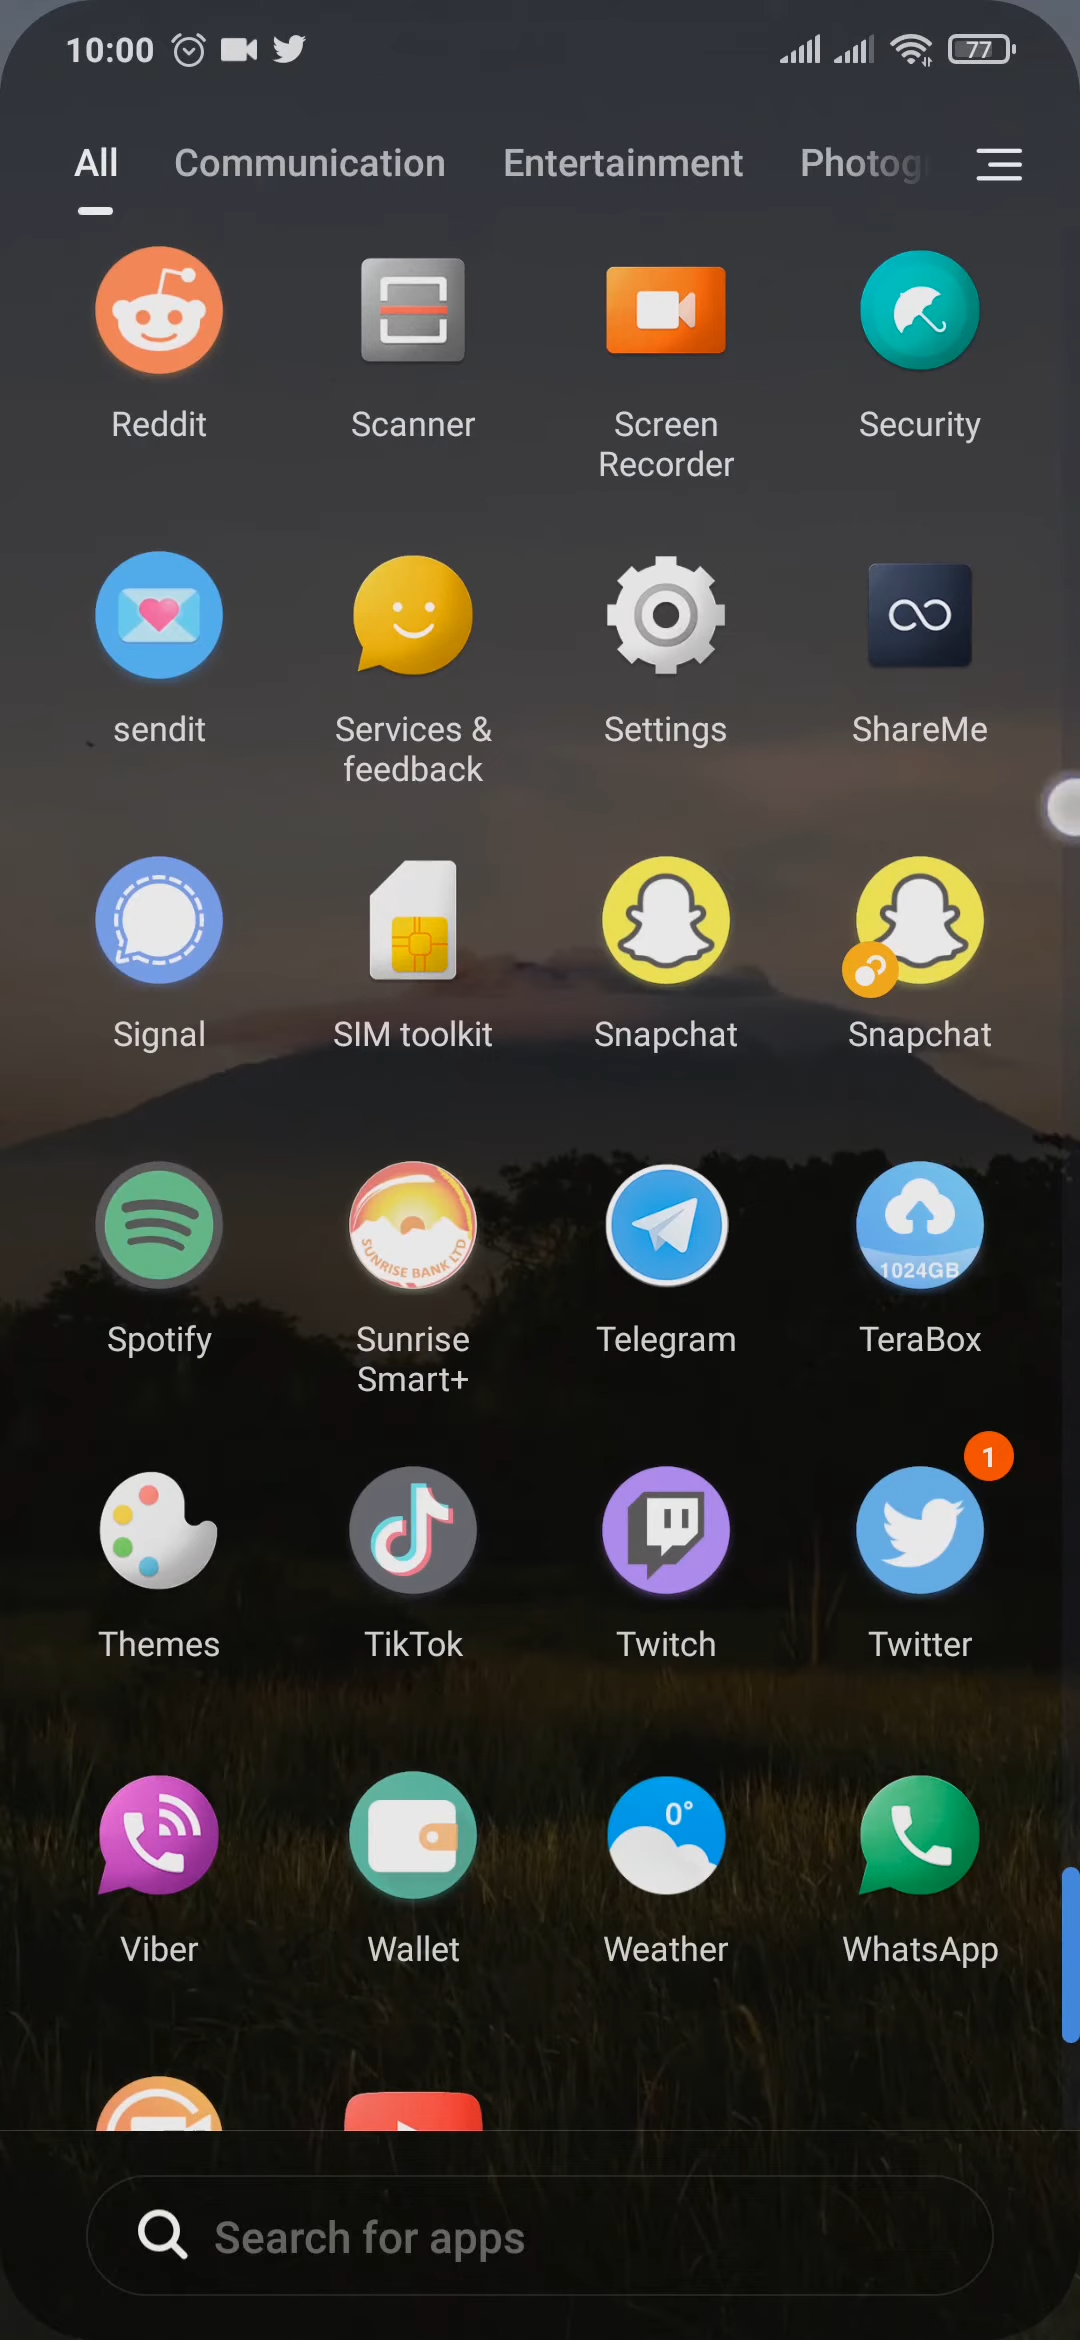 10:00
77
All Communication Entertainment Photog
Reddit Scanner Screen Recorder Security
sendit Services & feedback Settings ShareMe
Signal SIM toolkit Snapchat Snapchat
SUNRISE BANK LTD
1024GB
Spotify Sunrise Smart+ Telegram TeraBox
1
Themes TikTok Twitch Twitter
0°
Viber Wallet Weather WhatsApp
Search for apps